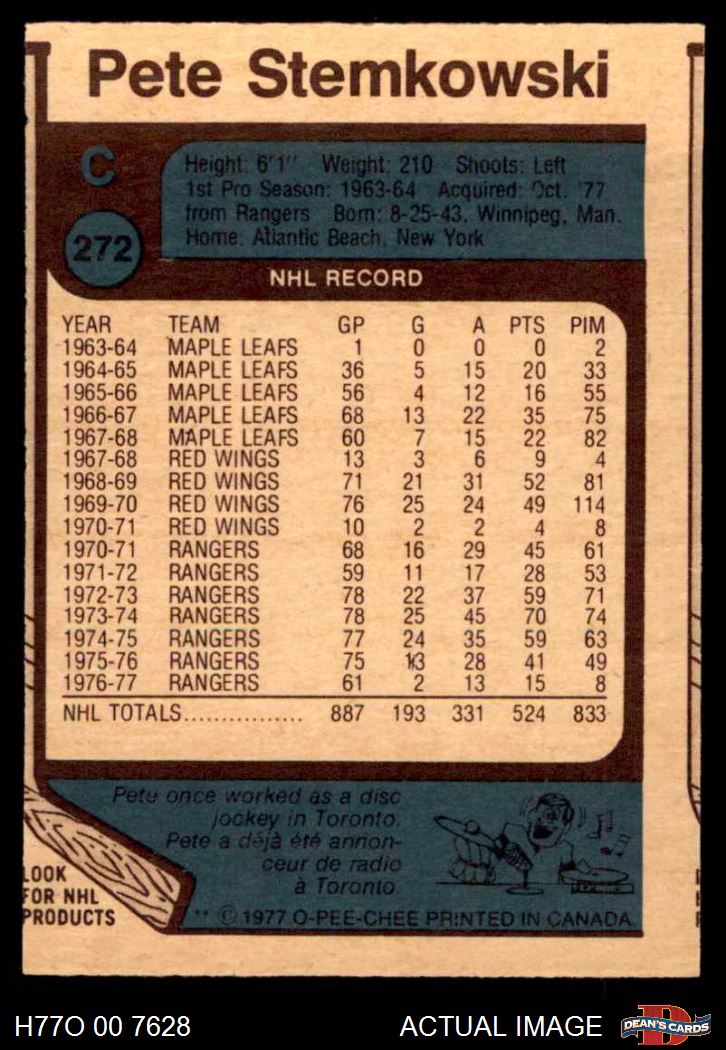 Pete Stemkowski
C
272
Height: 6'1" Weight: 210 Shoots: Left
1st Pro Season: 1963-64 Acquired: Oct. '77
from Rangers Born: 8-25-43, Winnipeg, Man.
Home: Atlantic Beach, New York
NHL RECORD
YEAR TEAM GP G A PTS PIM
1963-64 MAPLE LEAFS 1 0 0 0 2
1964-65 MAPLE LEAFS 36 5 15 20 33
1965-66 MAPLE LEAFS 56 4 12 16 55
1966-67 MAPLE LEAFS 68 13 22 35 75
1967-68 MAPLE LEAFS 60 7 15 22 82
1967-68 RED WINGS 13 3 6 9 4
1968-69 RED WINGS 71 21 31 52 81
1969-70 RED WINGS 76 25 24 49 114
1970-71 RED WINGS 10 2 2 4 8
1970-71 RANGERS 68 16 29 45 61
1971-72 RANGERS 59 11 17 28 53
1972-73 RANGERS 78 22 37 59 71
1973-74 RANGERS 78 25 45 70 74
1974-75 RANGERS 77 24 35 59 63
1975-76 RANGERS 75 13 28 41 49
1976-77 RANGERS 61 2 13 15 8
NHL TOTALS................ 887 193 331 524 833
Pete once worked as a disc
jockey in Toronto.
Pete a déjà été annon-
ceur de radio
à Toronto.
LOOK
FOR NHL
PRODUCTS
** © 1977 O-PEE-CHEE PRINTED IN CANADA
H77O 00 7628 ACTUAL IMAGE
D
DEAN'S CARDS